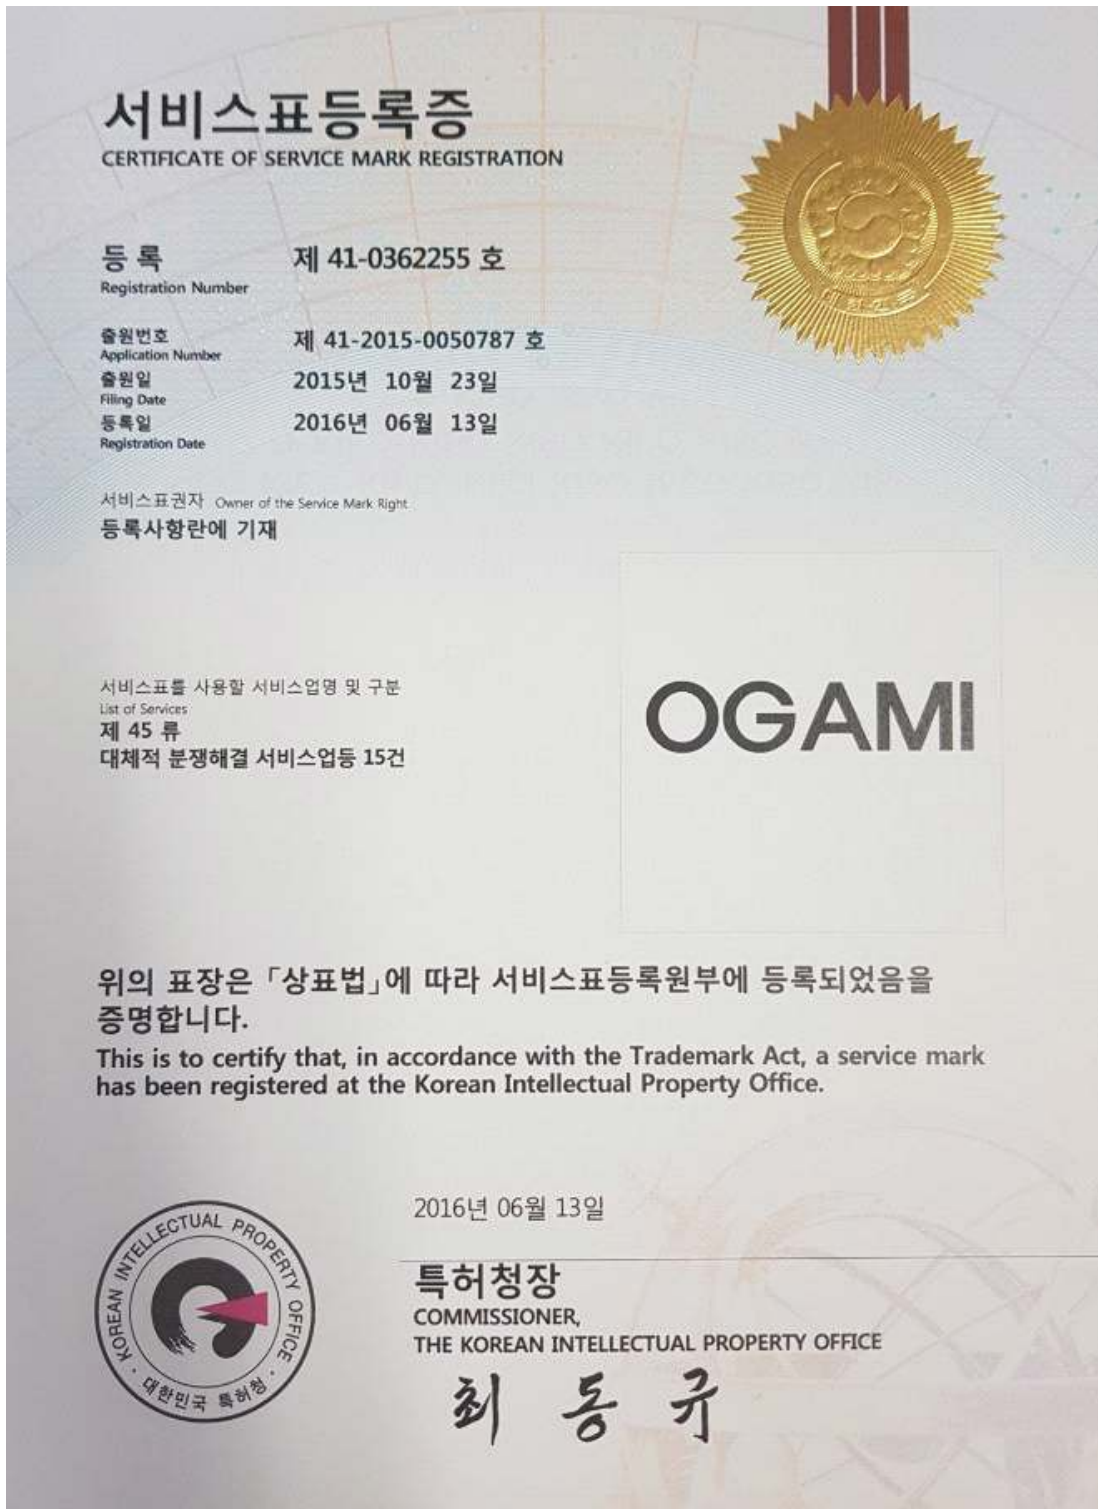 서비스표등록증
CERTIFICATE OF SERVICE MARK REGISTRATION
등 록 제 41-0362255 호
Registration Number
출원번호 제 41-2015-0050787 호
Application Number
출원일 2015년 10월 23일
Filing Date
등록일 2016년 06월 13일
Registration Date
서비스표권자 Owner of the Service Mark Right
등록사항란에 기재
서비스표를 사용할 서비스업명 및 구분
List of Services
제 45 류
대체적 분쟁해결 서비스업등 15건
OGAMI
위의 표장은 「상표법」에 따라 서비스표등록원부에 등록되었음을
증명합니다.
This is to certify that, in accordance with the Trademark Act, a service mark
has been registered at the Korean Intellectual Property Office.
2016년 06월 13일
특허청장
COMMISSIONER,
THE KOREAN INTELLECTUAL PROPERTY OFFICE
최 동 규
KOREAN INTELLECTUAL PROPERTY OFFICE
대한민국 특허청